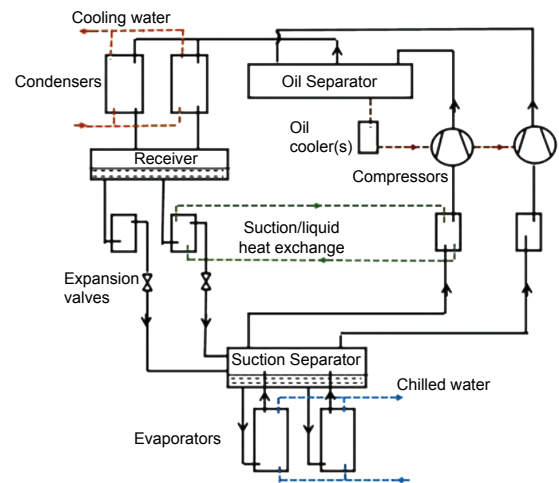 Cooling water
Condensers
Oil Separator
Oil
cooler(s)
Compressors
Receiver
Suction/liquid
heat exchange
Expansion
valves
Suction Separator
Chilled water
Evaporators